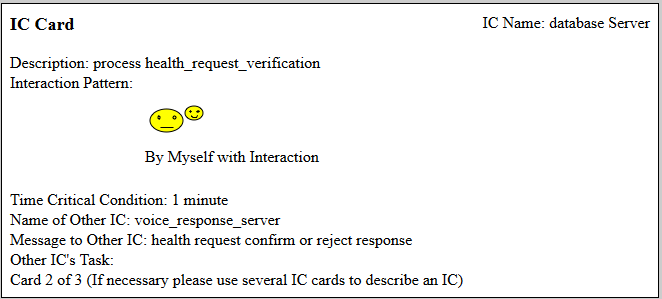 IC Card
IC Name: database Server
Description: process health_request_verification
Interaction Pattern:
By Myself with Interaction
Time Critical Condition: 1 minute
Name of Other IC: voice_response_server
Message to Other IC: health request confirm or reject response
Other IC's Task:
Card 2 of 3 (If necessary please use several IC cards to describe an IC)